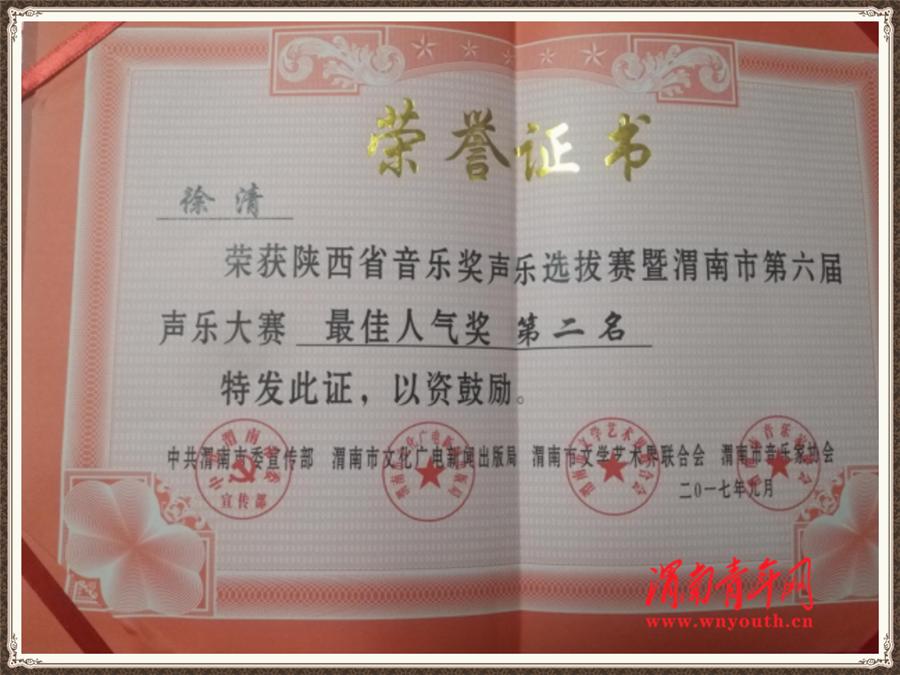 荣誉证书
徐清
荣获陕西省音乐奖声乐选拔赛暨渭南市第六届
声乐大赛 最佳人气奖 第二名
特发此证，以资鼓励。
中共渭南市委宣传部 渭南市文化广电新闻出版局 渭南市文学艺术界联合会 渭南市音乐家协会
宣传部
二〇一七年九月
渭南青年网
www.wnyouth.cn